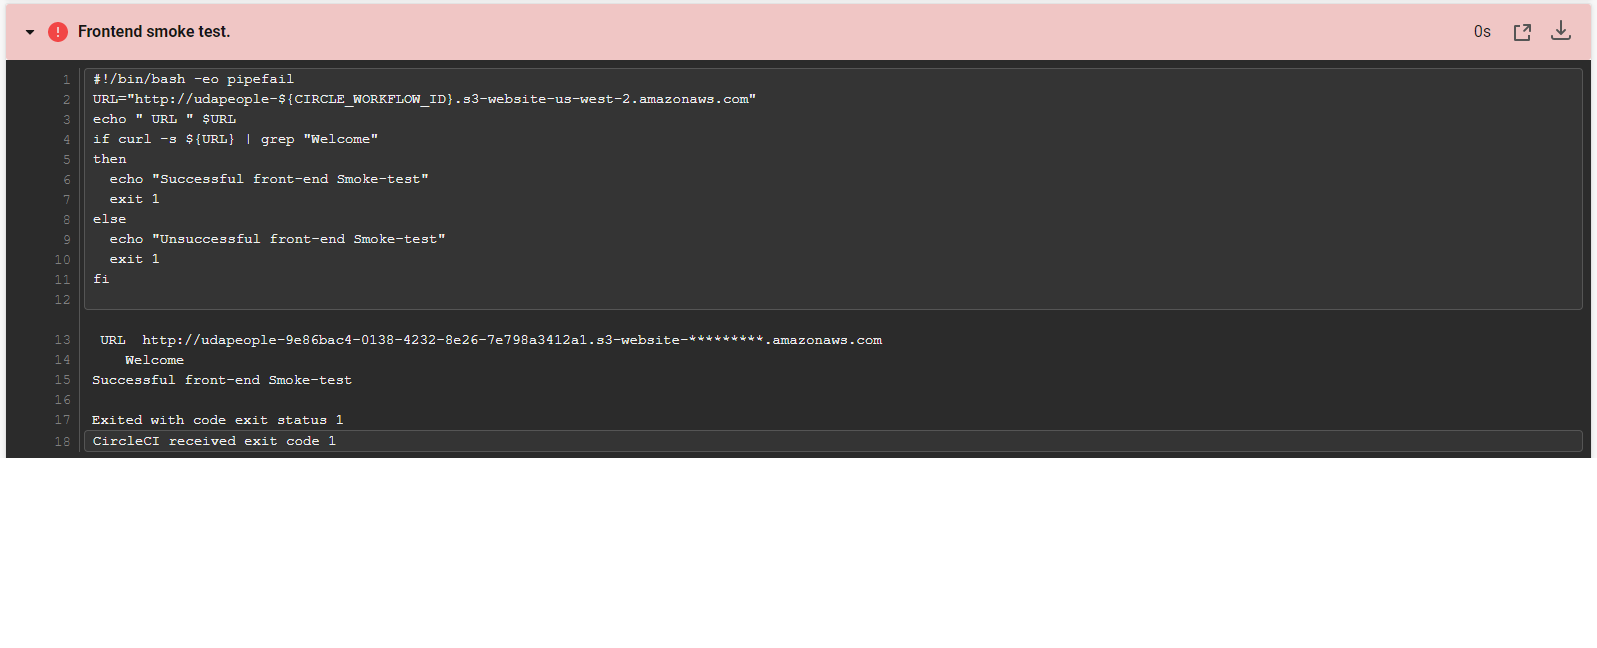 Frontend smoke test.
0s
1 #!/bin/bash -eo pipefail
2 URL="http://udapeople-${CIRCLE_WORKFLOW_ID}.s3-website-us-west-2.amazonaws.com"
3 echo " URL " $URL
4 if curl -s ${URL} | grep "Welcome"
5 then
6   echo "Successful front-end Smoke-test"
7   exit 1
8 else
9   echo "Unsuccessful front-end Smoke-test"
10   exit 1
11 fi
12
13  URL  http://udapeople-9e86bac4-0138-4232-8e26-7e798a3412a1.s3-website-*********.amazonaws.com
14     Welcome
15 Successful front-end Smoke-test
16
17 Exited with code exit status 1
18 CircleCI received exit code 1